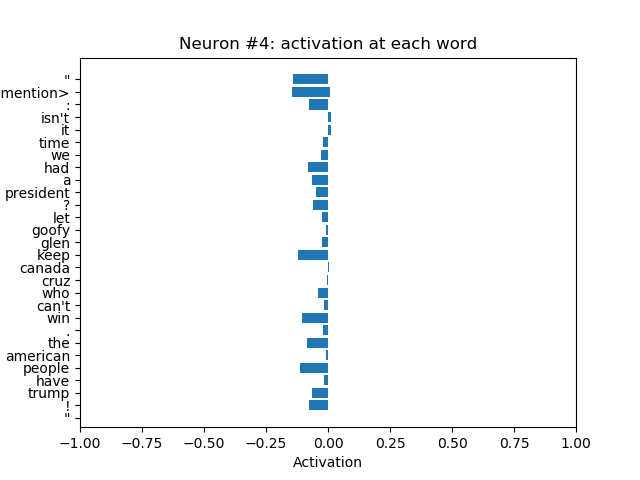 Neuron #4: activation at each word
"
mention>
:
isn't
it
time
we
had
a
president
?
let
goofy
glen
keep
canada
cruz
who
can't
win
.
the
american
people
have
trump
!
"
−1.00 −0.75 −0.50 −0.25 0.00 0.25 0.50 0.75 1.00
Activation